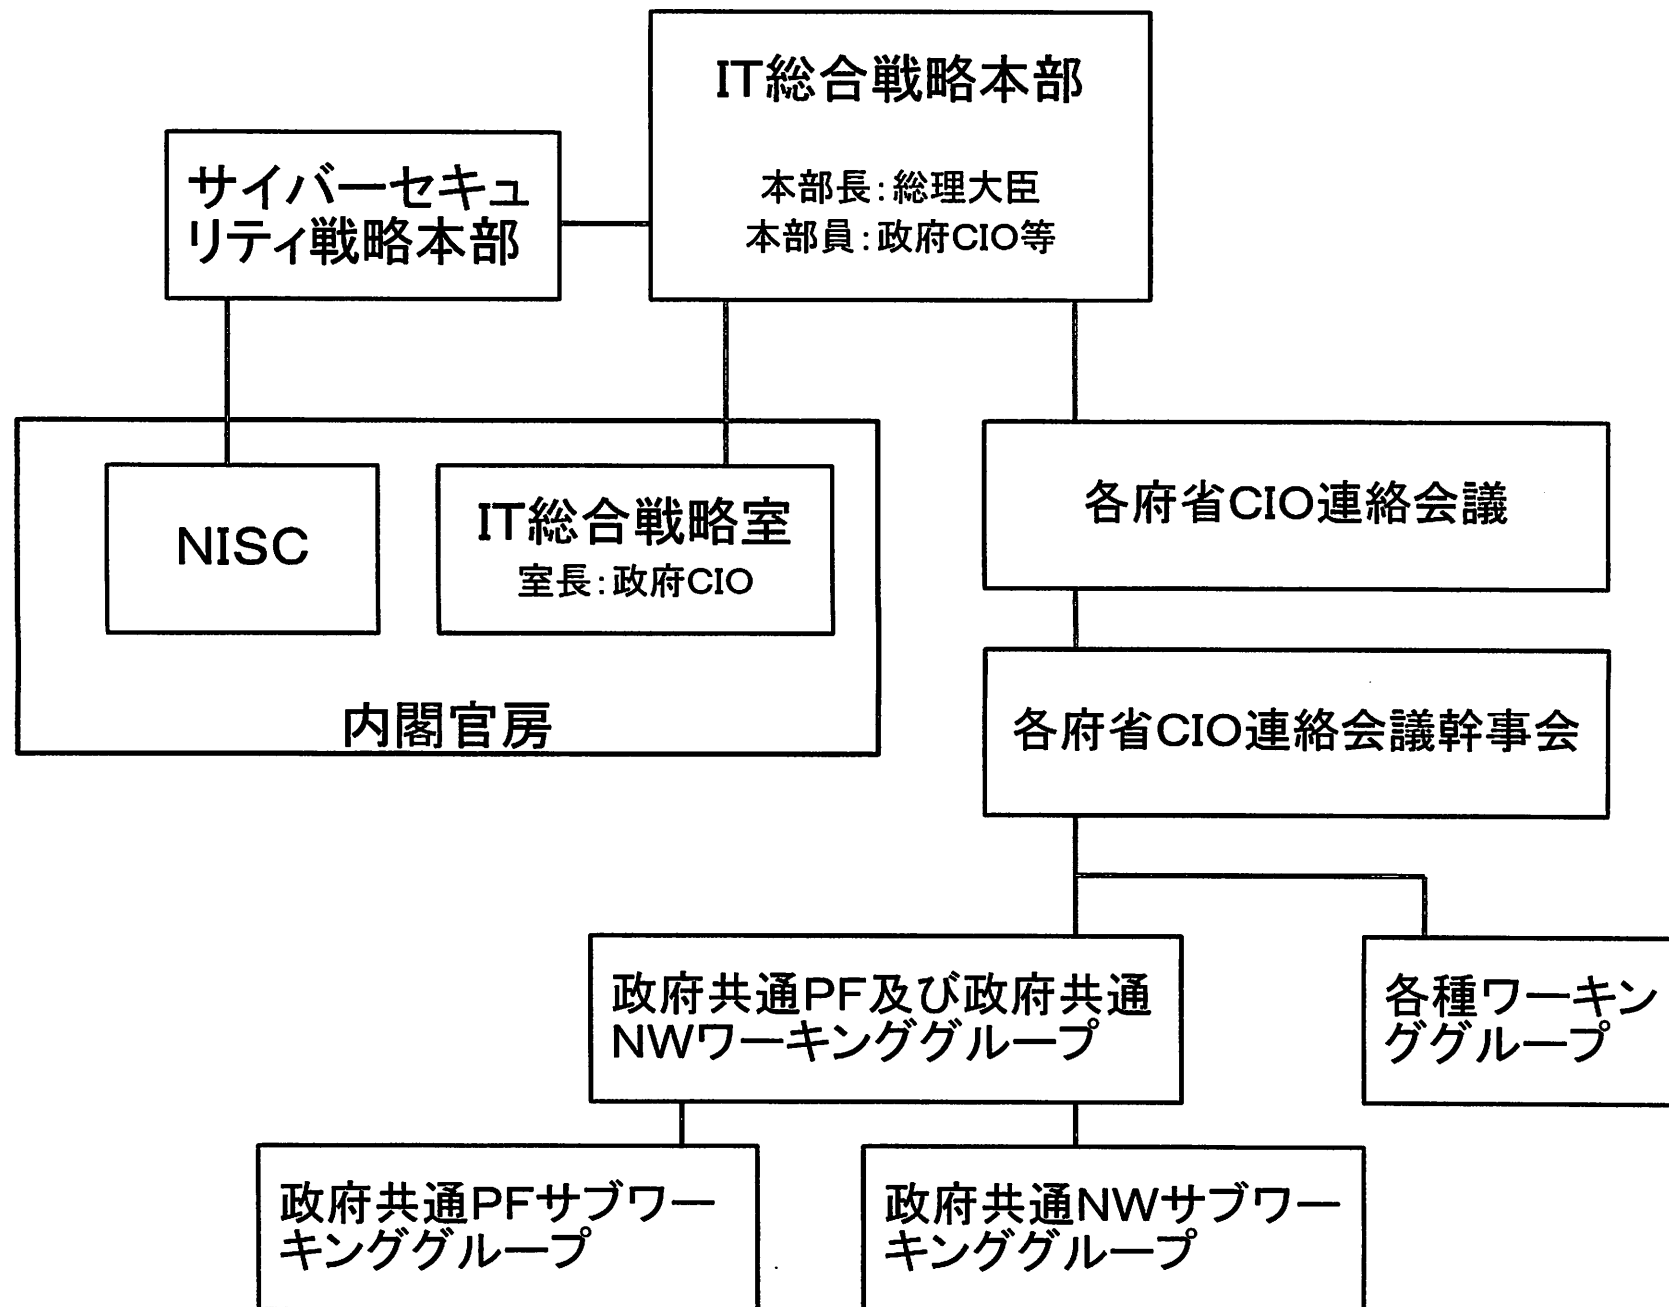 IT総合戦略本部
本部長：総理大臣
本部員：政府CIO等
サイバーセキュ
リティ戦略本部
NISC
IT総合戦略室
室長：政府CIO
内閣官房
各府省CIO連絡会議
各府省CIO連絡会議幹事会
政府共通PF及び政府共通
NWワーキンググループ
各種ワーキン
ググループ
政府共通PFサブワー
キンググループ
政府共通NWサブワー
キンググループ